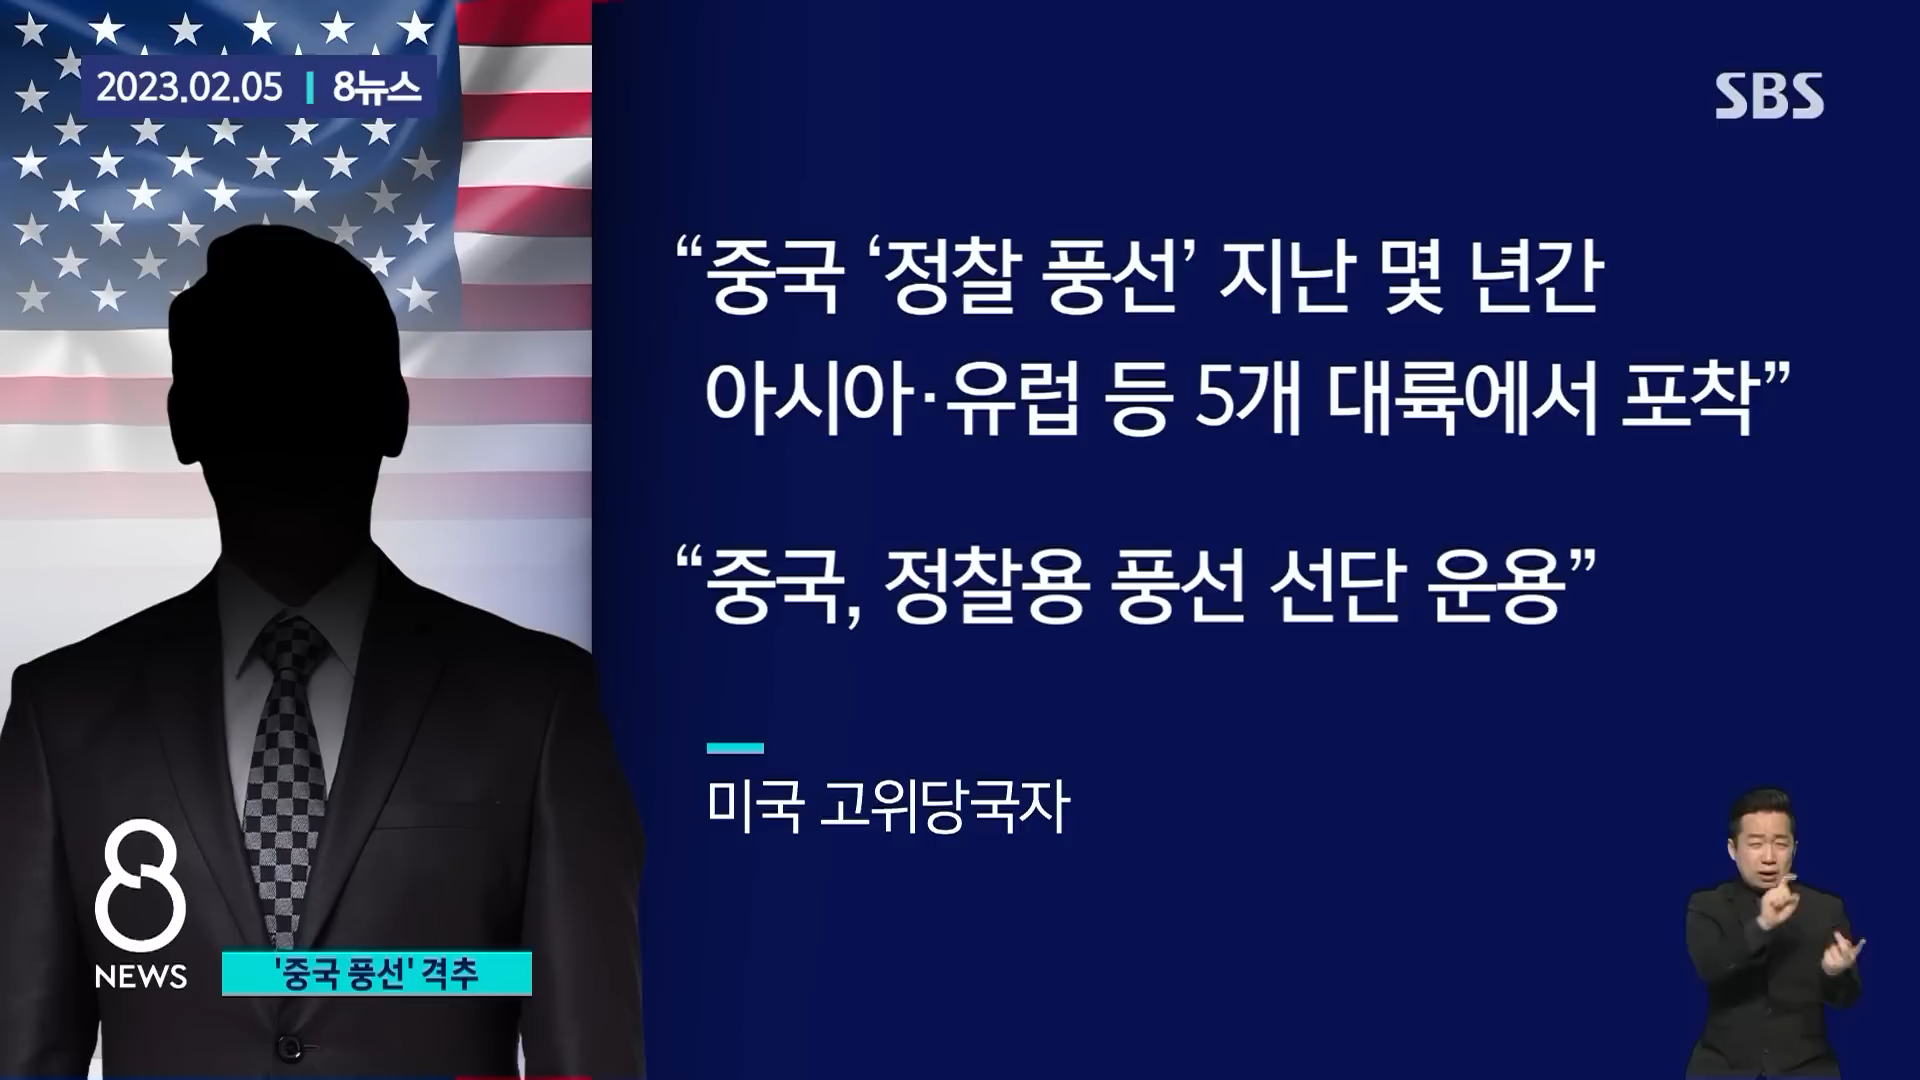 2023.02.05 | 8뉴스
SBS
“중국 ‘정찰 풍선’ 지난 몇 년간
아시아·유럽 등 5개 대륙에서 포착”
“중국, 정찰용 풍선 선단 운용”
미국 고위당국자
8
NEWS
'중국 풍선' 격추